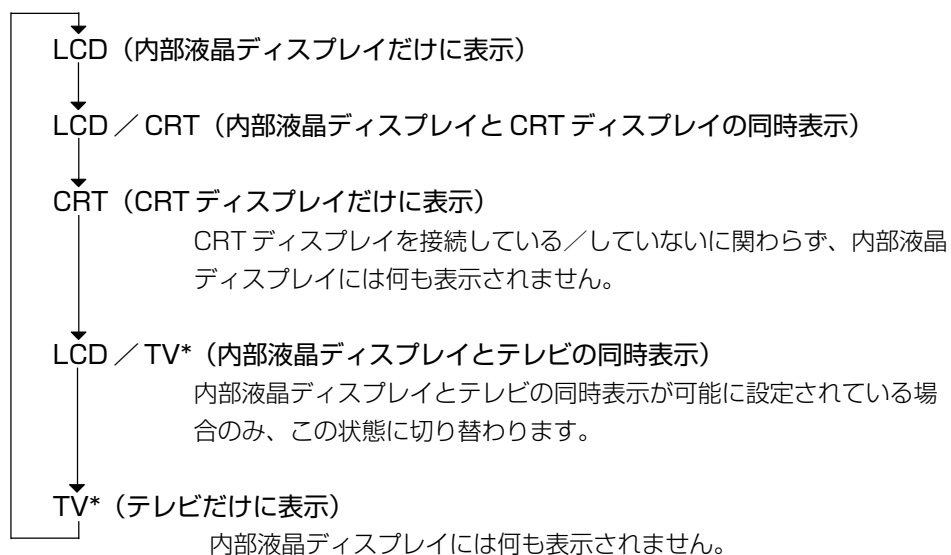 LCD（内部液晶ディスプレイだけに表示）
LCD／CRT（内部液晶ディスプレイとCRTディスプレイの同時表示）
CRT（CRTディスプレイだけに表示）
CRTディスプレイを接続している／していないに関わらず、内部液晶
ディスプレイには何も表示されません。
LCD／TV*（内部液晶ディスプレイとテレビの同時表示）
内部液晶ディスプレイとテレビの同時表示が可能に設定されている場
合のみ、この状態に切り替わります。
TV*（テレビだけに表示）
内部液晶ディスプレイには何も表示されません。